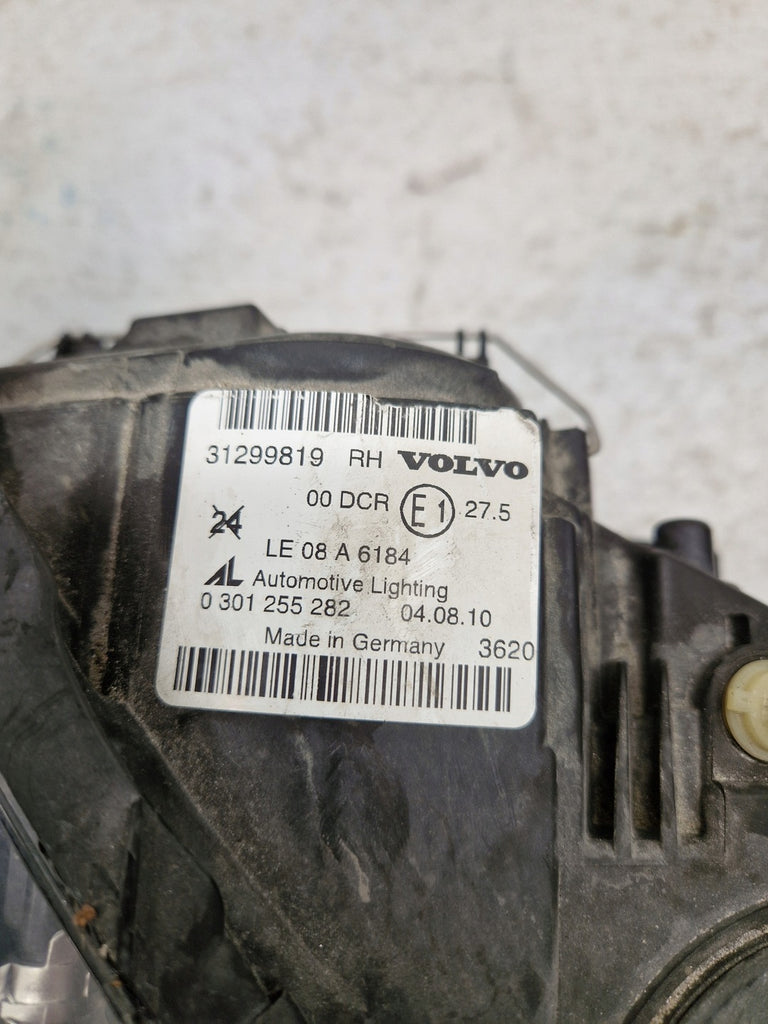 31299819 RH VOLVO
00 DCR E1 27.5
24
LE 08 A 6184
AL Automotive Lighting
0 301 255 282 04.08.10
Made in Germany 3620